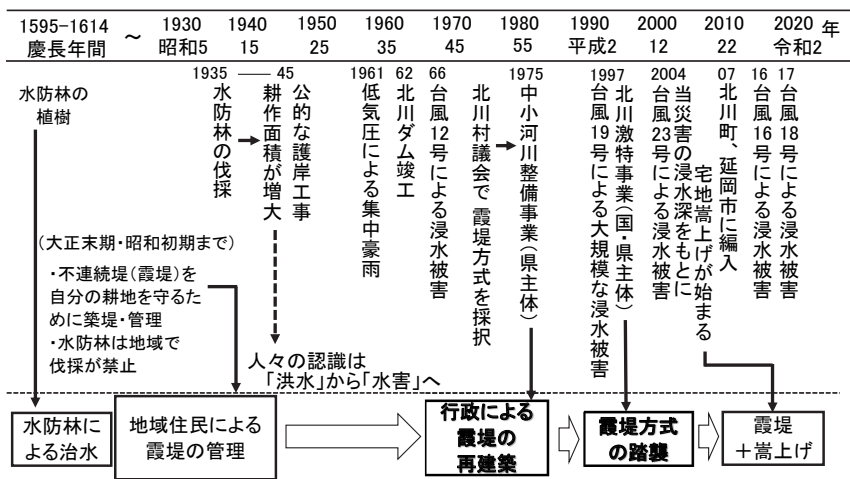 1595-1614 ～ 1930 1940 1950 1960 1970 1980 1990 2000 2010 2020 年
慶長年間 昭和5 15 25 35 45 55 平成2 12 22 令和2
水防林の
植樹
1935 ―― 45
水防林の伐採
耕作面積が増大
公的な護岸工事
1961
低気圧による集中豪雨
62
北川ダム竣工
66
台風12号による浸水被害
北川村議会で 霞堤方式を採択
1975
中小河川整備事業(県主体)
1997
台風19号による大規模な浸水被害
北川激特事業(国・県主体)
2004
台風23号による浸水被害
当災害の浸水深をもとに
宅地嵩上げが始まる
07
北川町、延岡市に編入
16
台風16号による浸水被害
17
台風18号による浸水被害
(大正末期・昭和初期まで)
・不連続堤(霞堤)を
自分の耕地を守るた
めに築堤・管理
・水防林は地域で
伐採が禁止
人々の認識は
「洪水」から「水害」へ
水防林によ
る治水
地域住民による
霞堤の管理
行政による
霞堤の
再建築
霞堤方式
の踏襲
霞堤
＋嵩上げ